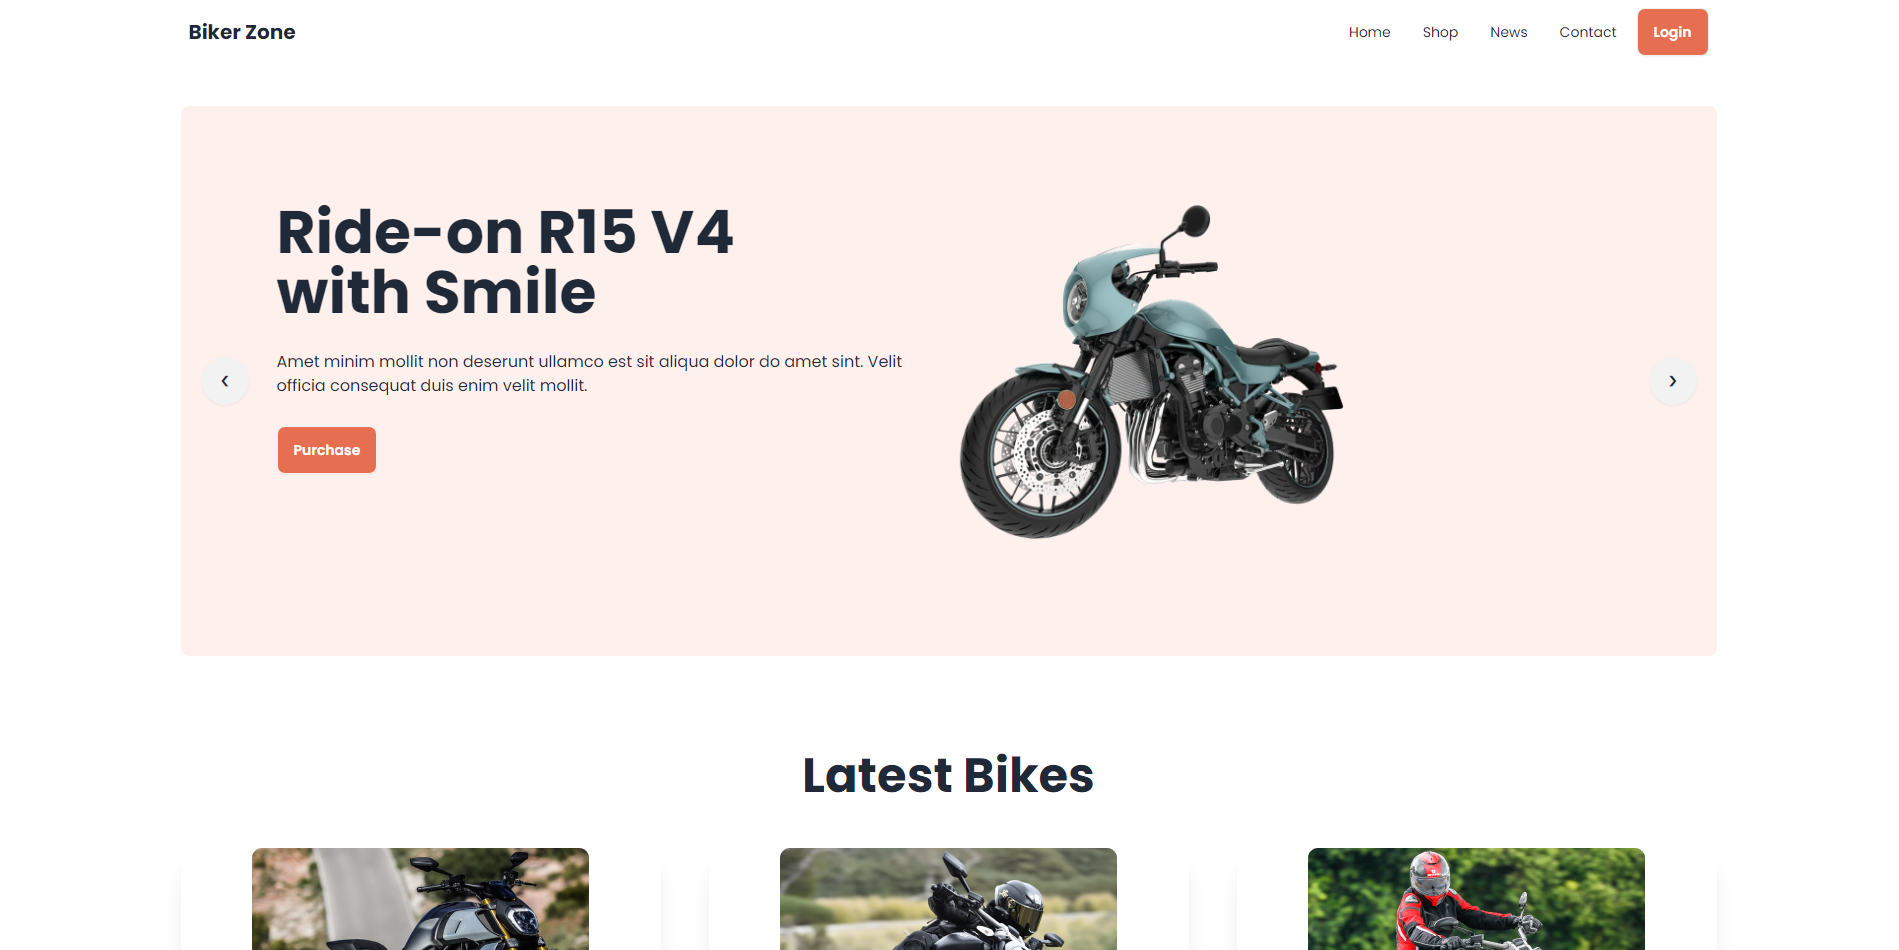 Biker Zone
Home Shop News Contact Login
Ride-on R15 V4
with Smile
Amet minim mollit non deserunt ullamco est sit aliqua dolor do amet sint. Velit
officia consequat duis enim velit mollit.
❮
❯
Purchase
Latest Bikes